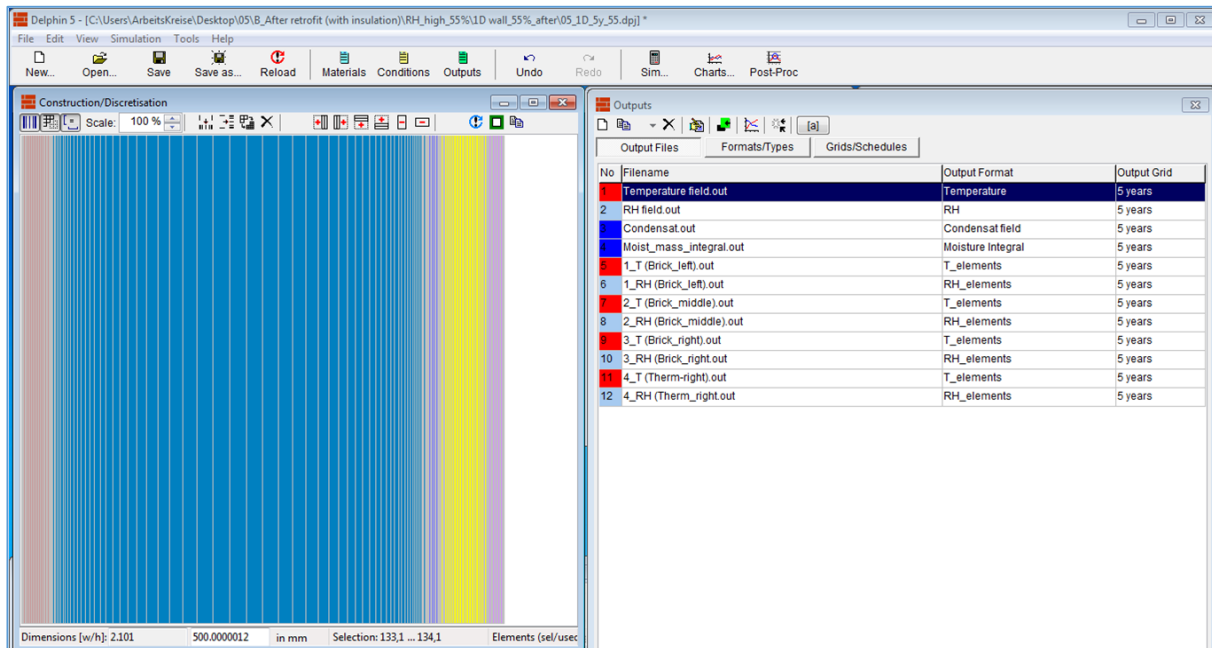 Delphin 5 - [C:\Users\ArbeitsKreise\Desktop\05\B_After retrofit (with insulation)\RH_high_55%\1D wall_55%_after\05_1D_5y_55.dpj] *
File Edit View Simulation Tools Help
New... Open... Save Save as... Reload Materials Conditions Outputs Undo Redo Sim... Charts... Post-Proc
Construction/Discretisation
Scale: 100 %
Dimensions [w/h]: 2.101 500.0000012 in mm Selection: 133,1 ... 134,1 Elements (sel/used
Outputs
[a]
Output Files Formats/Types Grids/Schedules
No Filename Output Format Output Grid
1 Temperature field.out Temperature 5 years
2 RH field.out RH 5 years
3 Condensat.out Condensat field 5 years
4 Moist_mass_integral.out Moisture Integral 5 years
5 1_T (Brick_left).out T_elements 5 years
6 1_RH (Brick_left).out RH_elements 5 years
7 2_T (Brick_middle).out T_elements 5 years
8 2_RH (Brick_middle).out RH_elements 5 years
9 3_T (Brick_right).out T_elements 5 years
10 3_RH (Brick_right.out RH_elements 5 years
11 4_T (Therm-right).out T_elements 5 years
12 4_RH (Therm_right.out RH_elements 5 years